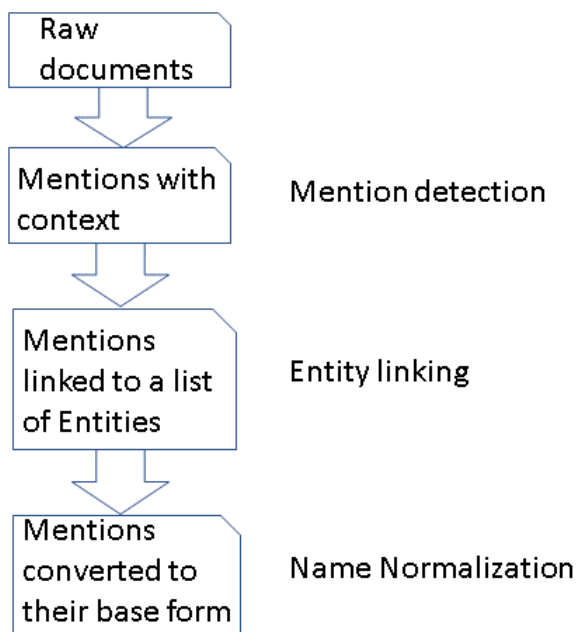 Raw
documents
Mentions with
context
Mention detection
Mentions
linked to a list
of Entities
Entity linking
Mentions
converted to
their base form
Name Normalization